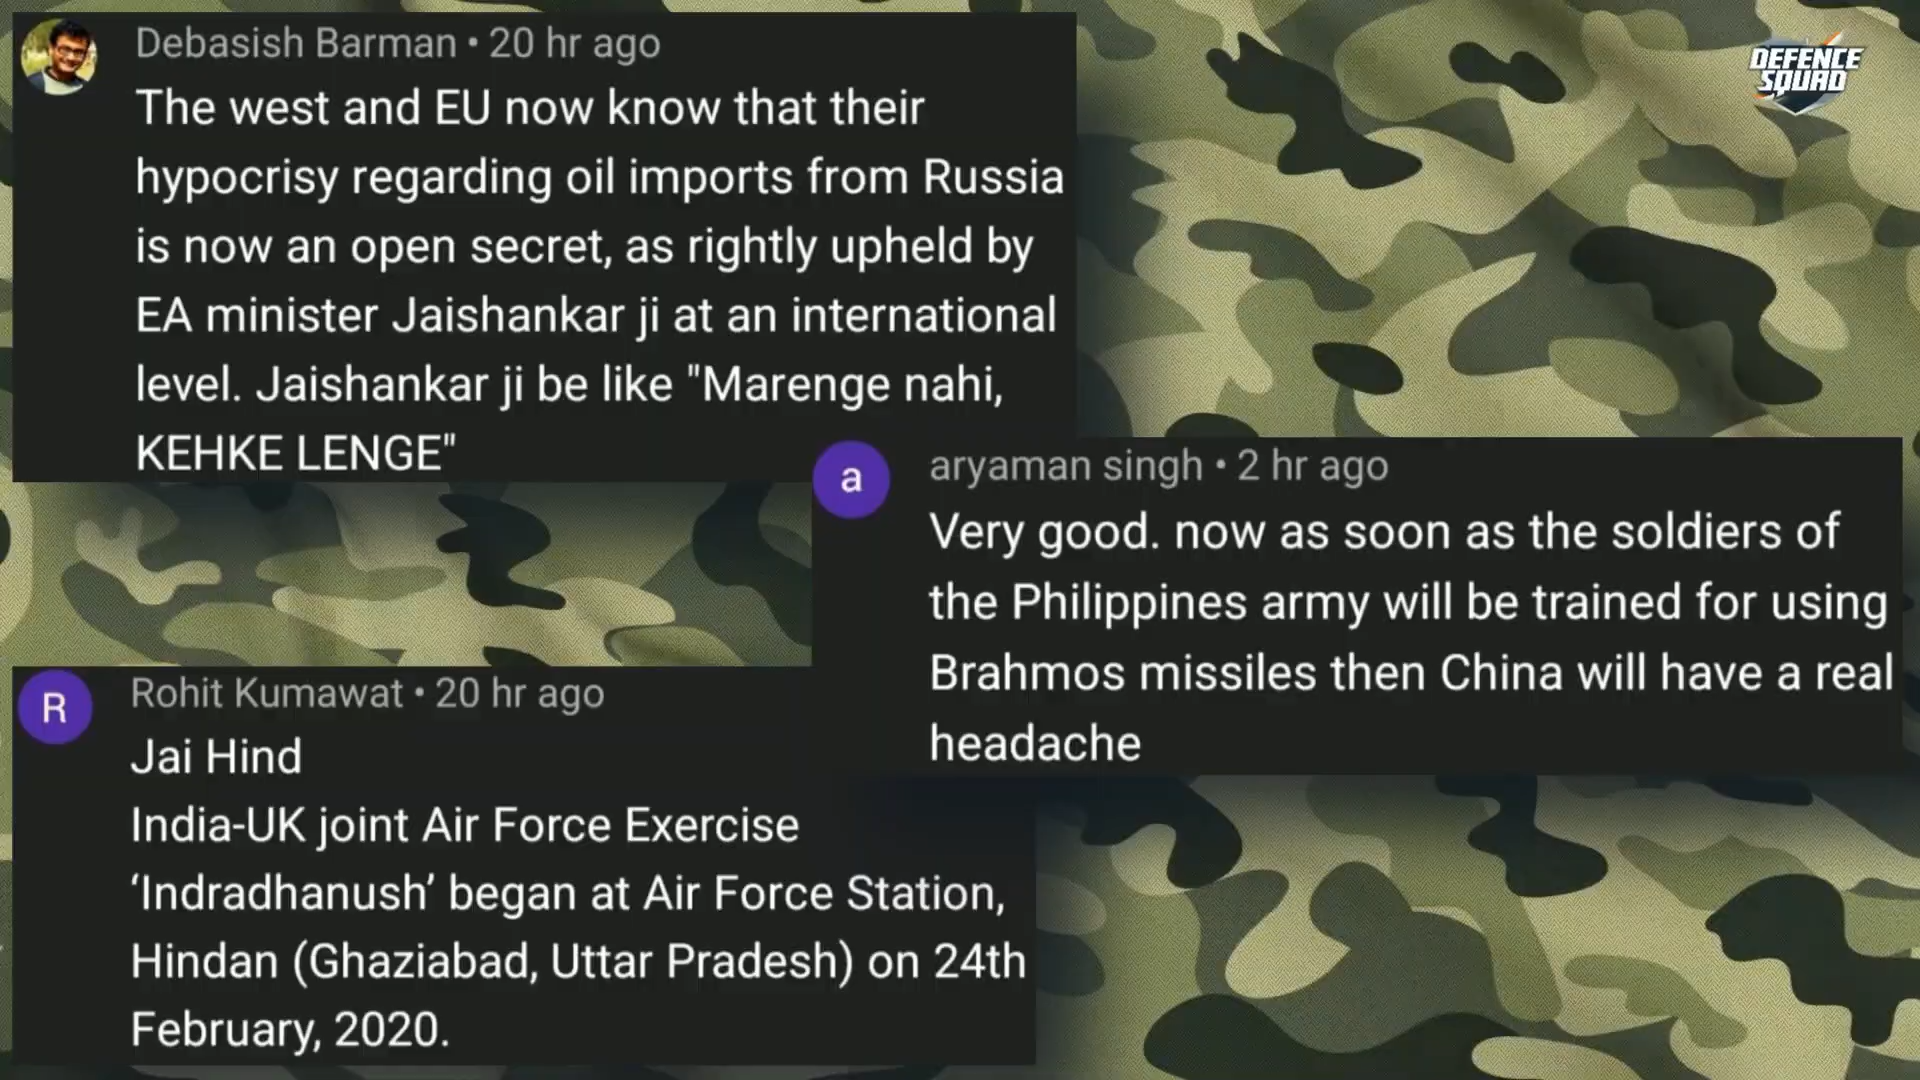 Debasish Barman • 20 hr ago
The west and EU now know that their
hypocrisy regarding oil imports from Russia
is now an open secret, as rightly upheld by
EA minister Jaishankar ji at an international
level. Jaishankar ji be like "Marenge nahi,
KEHKE LENGE"
DEFENCE
SQUAD
a
aryaman singh • 2 hr ago
Very good. now as soon as the soldiers of
the Philippines army will be trained for using
Brahmos missiles then China will have a real
headache
R
Rohit Kumawat • 20 hr ago
Jai Hind
India-UK joint Air Force Exercise
‘Indradhanush’ began at Air Force Station,
Hindan (Ghaziabad, Uttar Pradesh) on 24th
February, 2020.